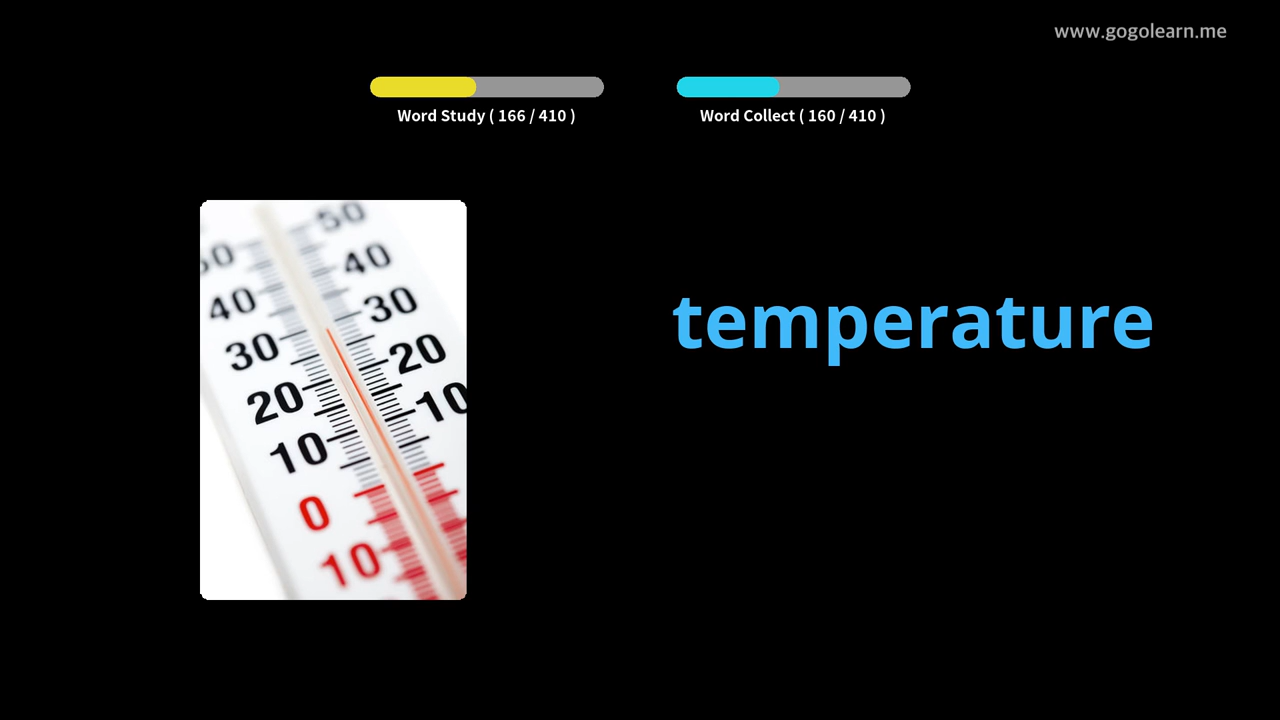 www.gogolearn.me
Word Study ( 166 / 410 )
Word Collect ( 160 / 410 )
50
40 40
30 30
20 20
10 10
0
10
temperature